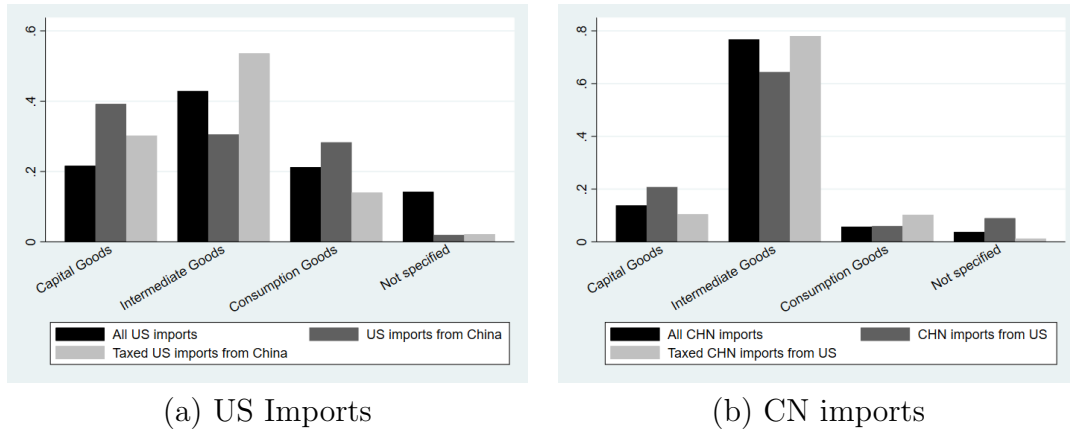 .6
.4
.2
0
Capital Goods
Intermediate Goods
Consumption Goods
Not specified
All US imports
US imports from China
Taxed US imports from China
(a) US Imports
.8
.6
.4
.2
0
Capital Goods
Intermediate Goods
Consumption Goods
Not specified
All CHN imports
CHN imports from US
Taxed CHN imports from US
(b) CN imports